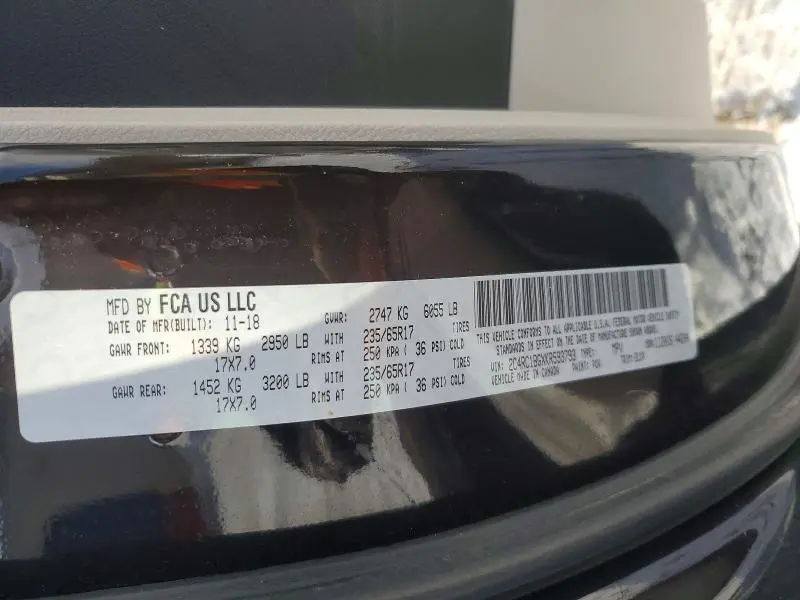 MFD BY FCA US LLC
DATE OF MFR(BUILT): 11-18 GVWR: 2747 KG 6055 LB
GAWR FRONT: 1339 KG 2950 LB WITH 235/65R17 TIRES
17X7.0 RIMS AT 250 KPA ( 36 PSI) COLD
GAWR REAR: 1452 KG 3200 LB WITH 235/65R17 TIRES
17X7.0 RIMS AT 250 KPA ( 36 PSI) COLD
THIS VEHICLE CONFORMS TO ALL APPLICABLE U.S.A. FEDERAL MOTOR VEHICLE SAFETY
STANDARDS IN EFFECT ON THE DATE OF MANUFACTURE SHOWN ABOVE.
VIN: TYPE: MPV
VEHICLE MADE IN CANADA